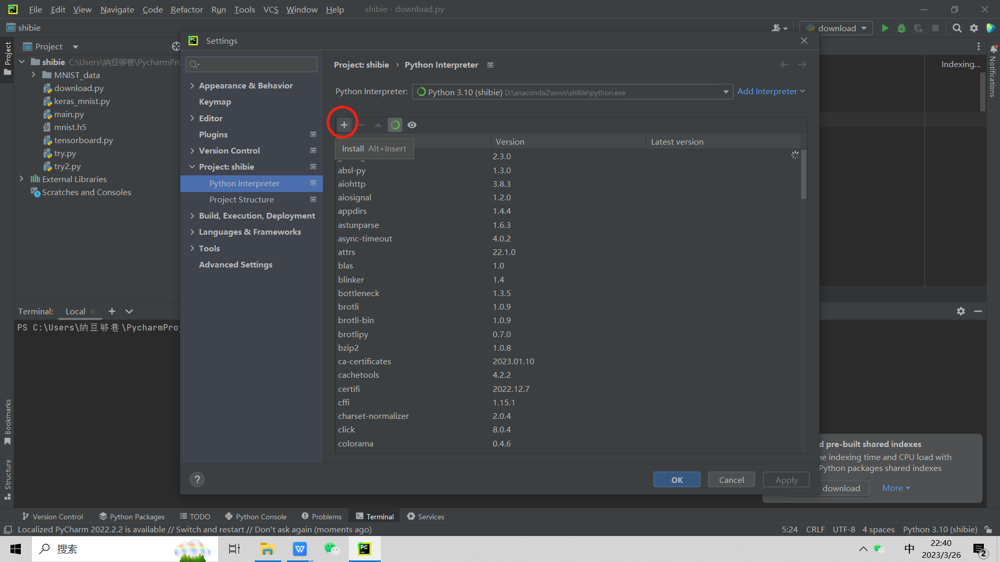 File Edit View Navigate Code Refactor Run Tools VCS Window Help shibie - download.py
shibie
download
Project
Settings
shibie C:\Users\纳豆够巷\PycharmPro
MNIST_data
download.py
keras_mnist.py
main.py
mnist.h5
tensorboard.py
try.py
try2.py
External Libraries
Scratches and Consoles
Project
Bookmarks
Structure
Appearance & Behavior
Keymap
Editor
Plugins
Version Control
Project: shibie
Python Interpreter
Project Structure
Build, Execution, Deployment
Languages & Frameworks
Tools
Advanced Settings
Project: shibie › Python Interpreter
Python Interpreter: Python 3.10 (shibie) D:\anaconda2\envs\shibie\python.exe Add Interpreter
Version Latest version
Install Alt+Insert
2.3.0
absl-py 1.3.0
aiohttp 3.8.3
aiosignal 1.2.0
appdirs 1.4.4
astunparse 1.6.3
async-timeout 4.0.2
attrs 22.1.0
blas 1.0
blinker 1.4
bottleneck 1.3.5
brotli 1.0.9
brotli-bin 1.0.9
brotlipy 0.7.0
bzip2 1.0.8
ca-certificates 2023.01.10
cachetools 4.2.2
certifi 2022.12.7
cffi 1.15.1
charset-normalizer 2.0.4
click 8.0.4
colorama 0.4.6
? OK Cancel Apply
Indexing...
Notifications
Terminal: Local
PS C:\Users\纳豆够巷\PycharmProj
d pre-built shared indexes
he indexing time and CPU load with
Python packages shared indexes
download More
Version Control Python Packages TODO Python Console Problems Terminal Services
Localized PyCharm 2022.2.2 is available // Switch and restart // Don't ask again (moments ago)
5:24 CRLF UTF-8 4 spaces Python 3.10 (shibie)
搜索
W
PC
中
22:40
2023/3/26
2